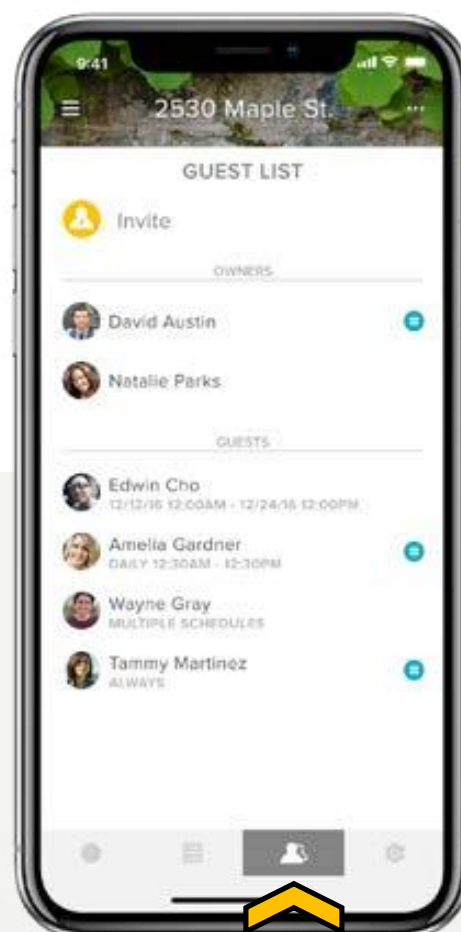 9:41
2530 Maple St.
GUEST LIST
Invite
OWNERS
David Austin
Natalie Parks
GUESTS
Edwin Cho
12/12/16 12:00AM - 12/24/16 12:00PM
Amelia Gardner
DAILY 12:30AM - 12:30PM
Wayne Gray
MULTIPLE SCHEDULES
Tammy Martinez
ALWAYS